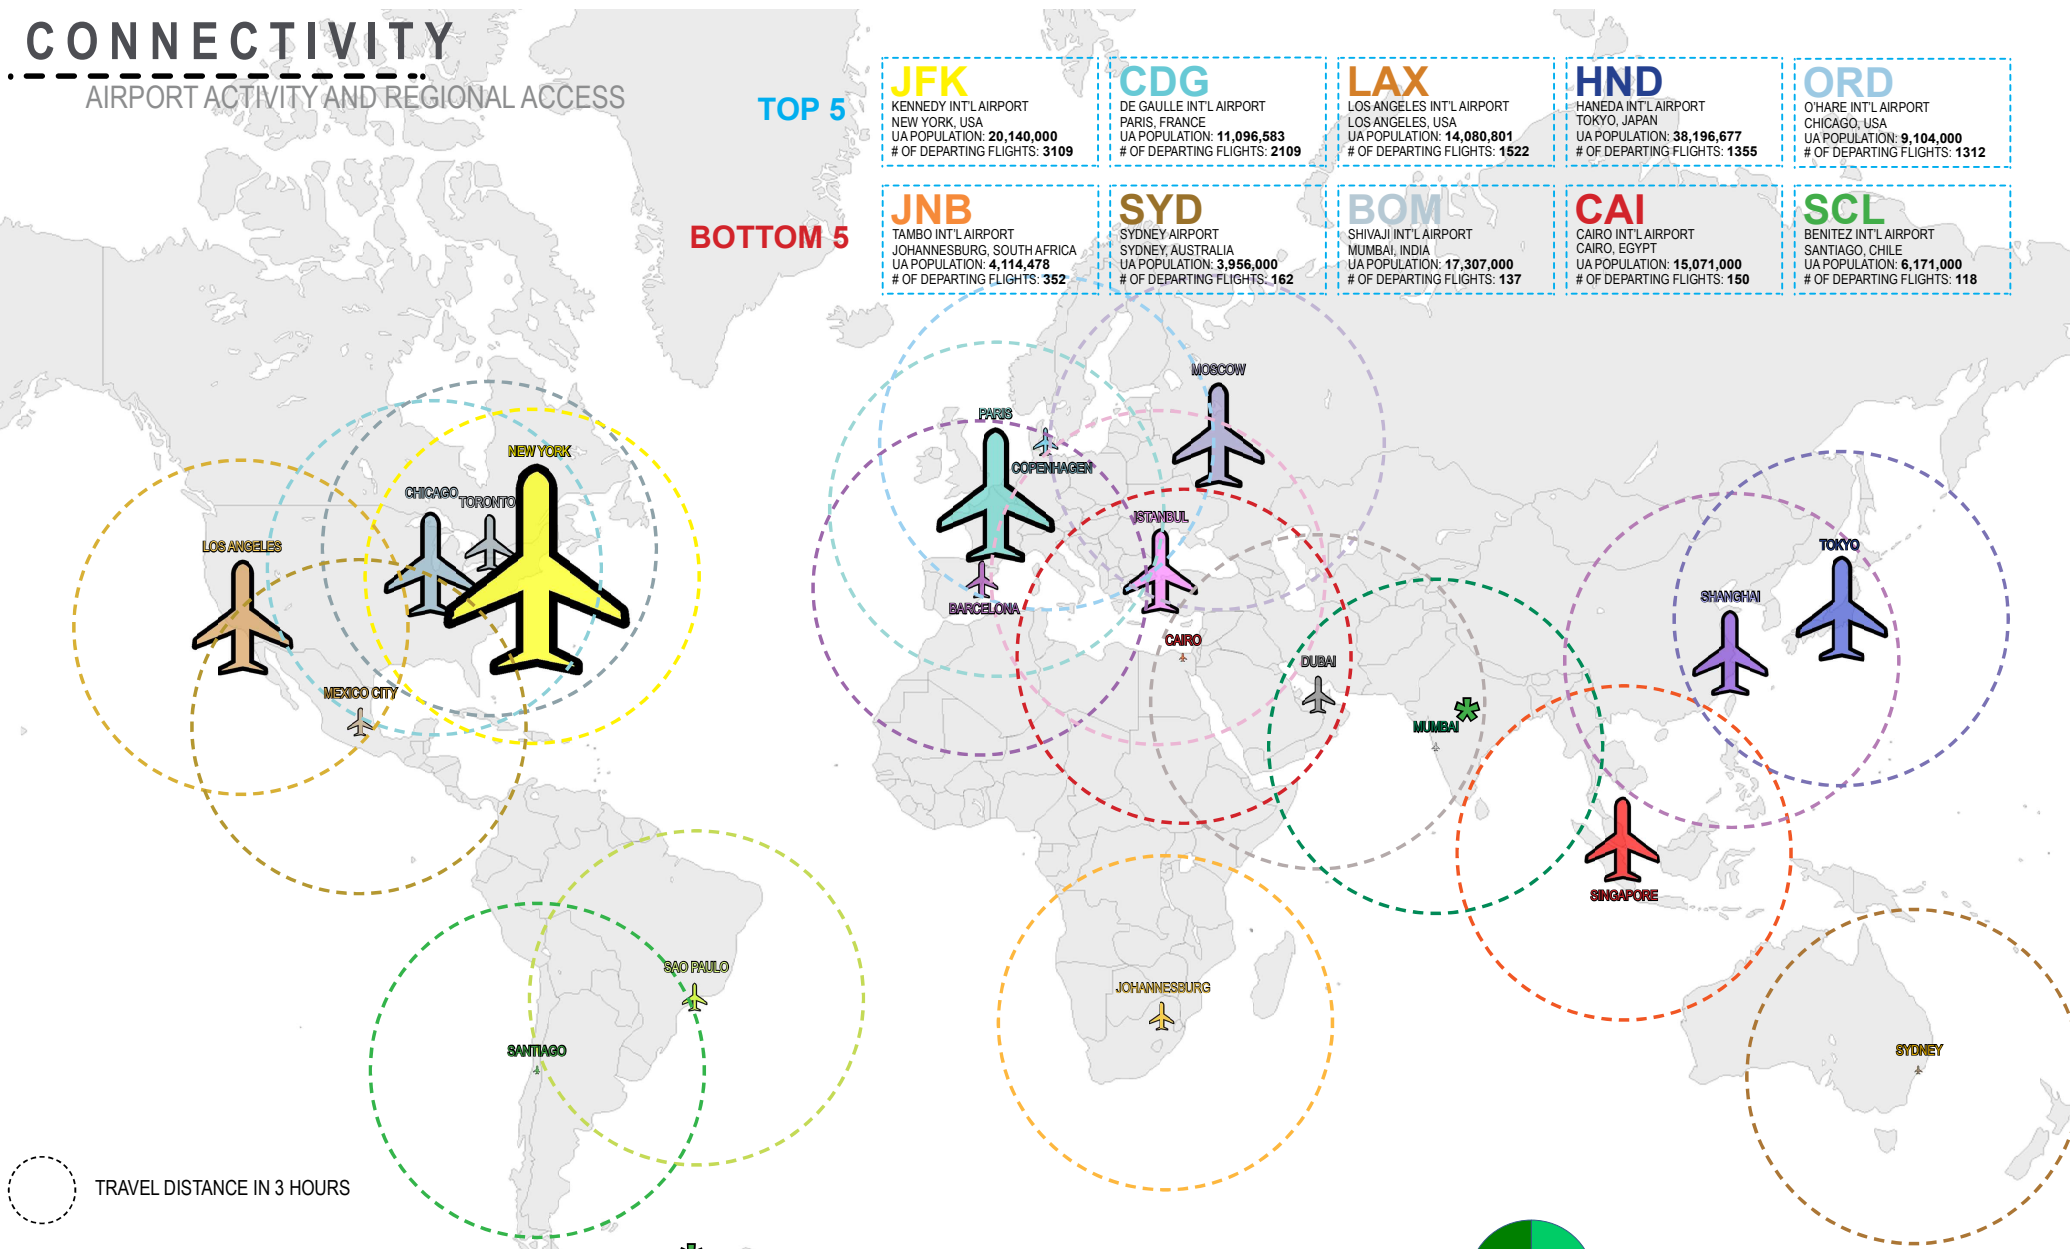 CONNECTIVITY
AIRPORT ACTIVITY AND REGIONAL ACCESS
TOP 5
JFK
KENNEDY INT'L AIRPORT
NEW YORK, USA
UA POPULATION: 20,140,000
# OF DEPARTING FLIGHTS: 3109
CDG
DE GAULLE INT'L AIRPORT
PARIS, FRANCE
UA POPULATION: 11,096,583
# OF DEPARTING FLIGHTS: 2109
LAX
LOS ANGELES INT'L AIRPORT
LOS ANGELES, USA
UA POPULATION: 14,080,801
# OF DEPARTING FLIGHTS: 1522
HND
HANEDA INT'L AIRPORT
TOKYO, JAPAN
UA POPULATION: 38,196,677
# OF DEPARTING FLIGHTS: 1355
ORD
O'HARE INT'L AIRPORT
CHICAGO, USA
UA POPULATION: 9,104,000
# OF DEPARTING FLIGHTS: 1312
BOTTOM 5
JNB
TAMBO INT'L AIRPORT
JOHANNESBURG, SOUTH AFRICA
UA POPULATION: 4,114,478
# OF DEPARTING FLIGHTS: 352
SYD
SYDNEY AIRPORT
SYDNEY, AUSTRALIA
UA POPULATION: 3,956,000
# OF DEPARTING FLIGHTS: 162
BOM
SHIVAJI INT'L AIRPORT
MUMBAI, INDIA
UA POPULATION: 17,307,000
# OF DEPARTING FLIGHTS: 137
CAI
CAIRO INT'L AIRPORT
CAIRO, EGYPT
UA POPULATION: 15,071,000
# OF DEPARTING FLIGHTS: 150
SCL
BENITEZ INT'L AIRPORT
SANTIAGO, CHILE
UA POPULATION: 6,171,000
# OF DEPARTING FLIGHTS: 118
MOSCOW
PARIS
COPENHAGEN
NEW YORK
CHICAGO
TORONTO
LOS ANGELES
ISTANBUL
TOKYO
SHANGHAI
BARCELONA
CAIRO
DUBAI
MEXICO CITY
MUMBAI
*
SINGAPORE
SAO PAULO
JOHANNESBURG
SANTIAGO
SYDNEY
TRAVEL DISTANCE IN 3 HOURS